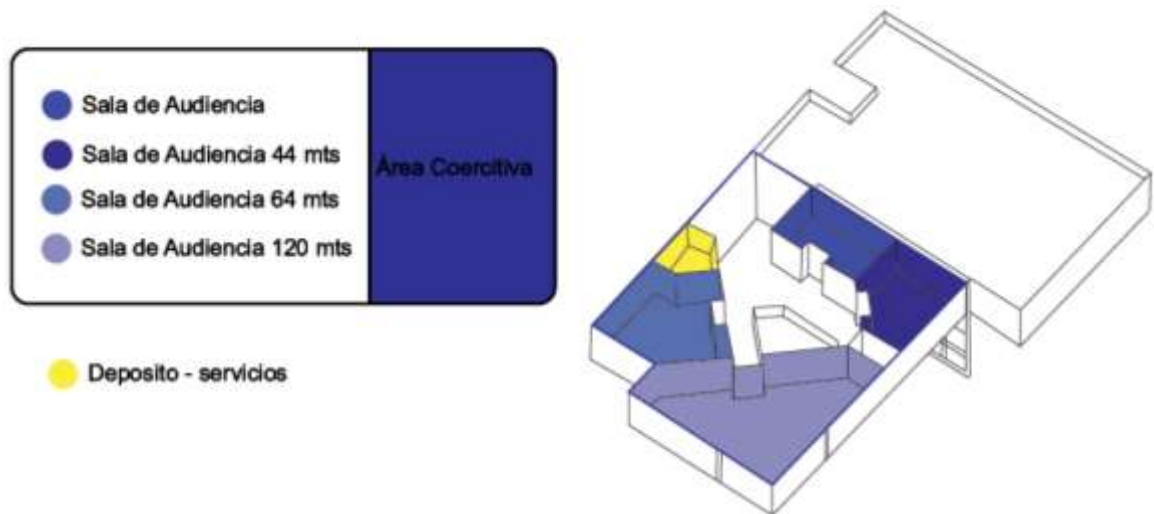 Sala de Audiencia
Sala de Audiencia 44 mts
Área Coercitiva
Sala de Audiencia 64 mts
Sala de Audiencia 120 mts
Deposito - servicios